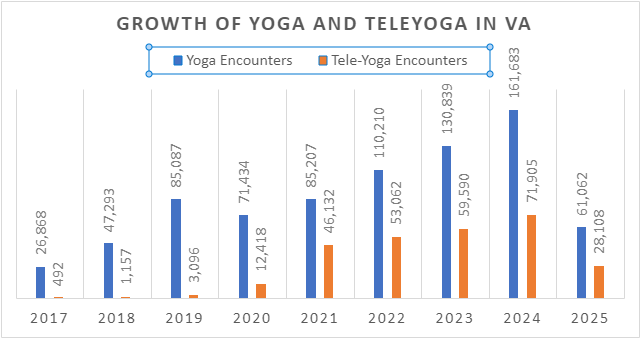 GROWTH OF YOGA AND TELEYOGA IN VA
Yoga Encounters Tele-Yoga Encounters
26,868 492 47,293 1,157 85,087 3,096 71,434 12,418 85,207 46,132 110,210 53,062 130,839 59,590 161,683 71,905 61,062 28,108
2017 2018 2019 2020 2021 2022 2023 2024 2025